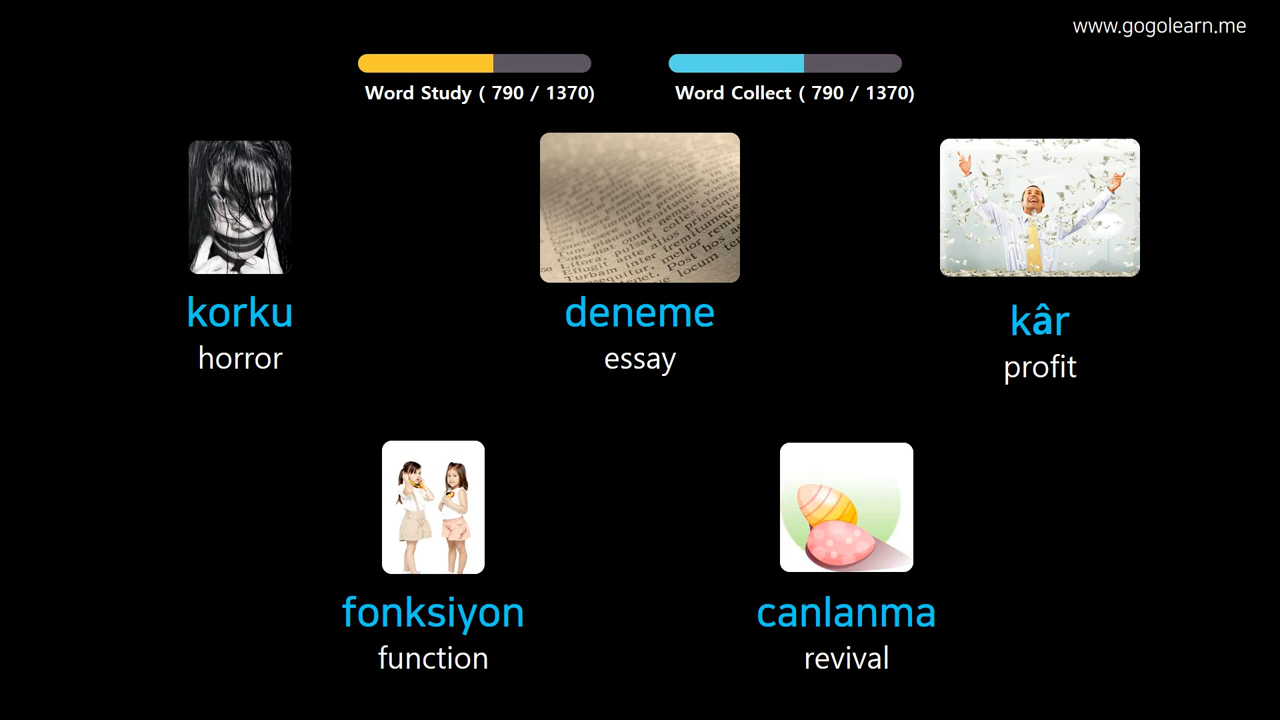 www.gogolearn.me
Word Study ( 790 / 1370)
Word Collect ( 790 / 1370)
korku
horror
deneme
essay
kâr
profit
fonksiyon
function
canlanma
revival